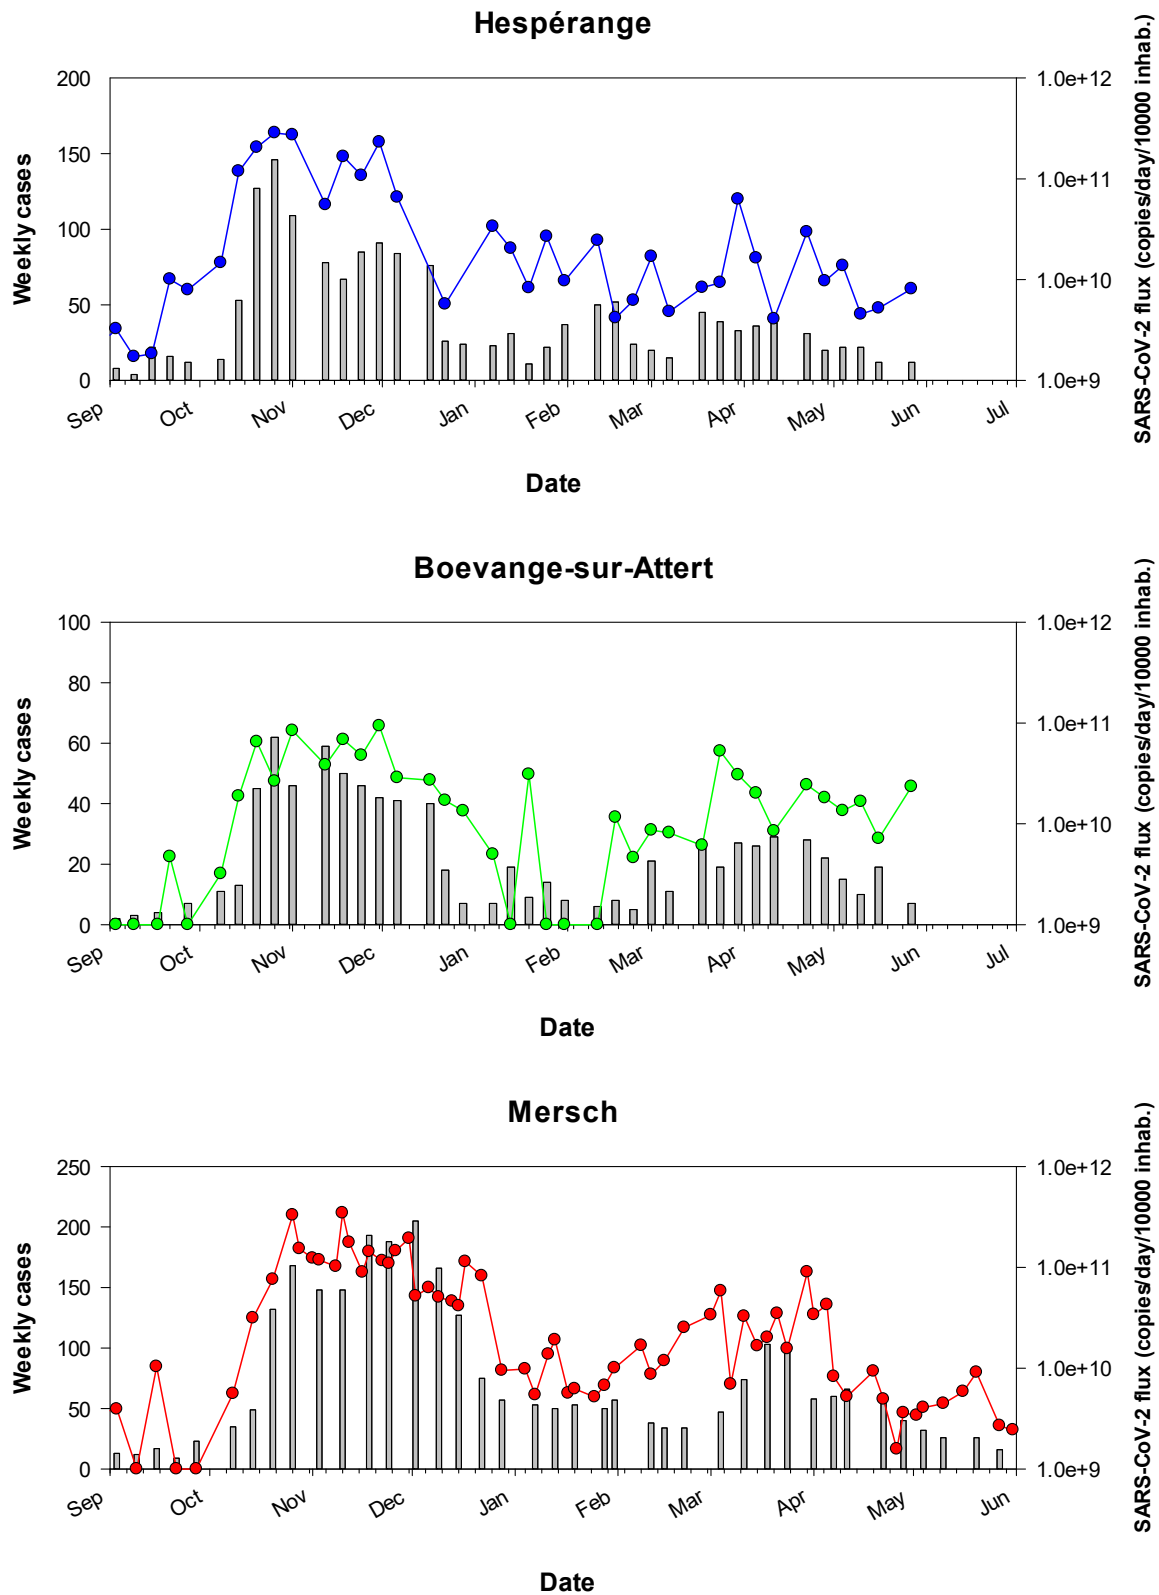 Hespérange
200
150
100
50
0
Weekly cases
1.0e+12
1.0e+11
1.0e+10
1.0e+9
SARS-CoV-2 flux (copies/day/10000 inhab.)
Sep Oct Nov Dec Jan Feb Mar Apr May Jun Jul
Date
Boevange-sur-Attert
100
80
60
40
20
0
Weekly cases
1.0e+12
1.0e+11
1.0e+10
1.0e+9
SARS-CoV-2 flux (copies/day/10000 inhab.)
Sep Oct Nov Dec Jan Feb Mar Apr May Jun Jul
Date
Mersch
250
200
150
100
50
0
Weekly cases
1.0e+12
1.0e+11
1.0e+10
1.0e+9
SARS-CoV-2 flux (copies/day/10000 inhab.)
Sep Oct Nov Dec Jan Feb Mar Apr May Jun
Date